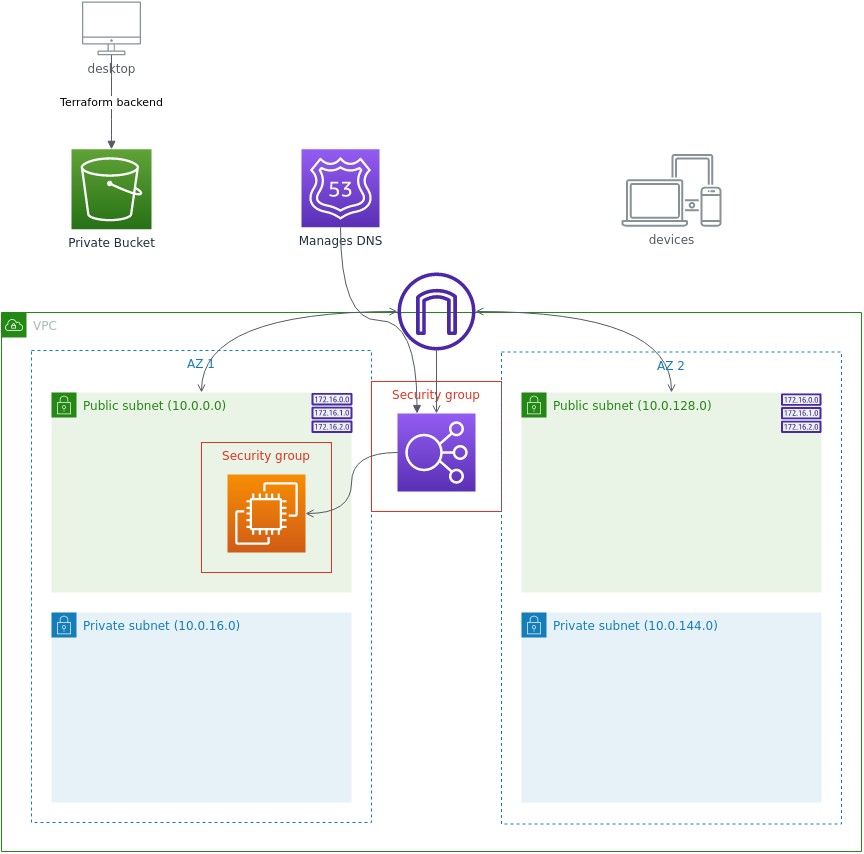 desktop
Terraform backend
Private Bucket
53
Manages DNS
devices
VPC
AZ 1
AZ 2
Public subnet (10.0.0.0)
172.16.0.0
172.16.1.0
172.16.2.0
Security group
Public subnet (10.0.128.0)
172.16.0.0
172.16.1.0
172.16.2.0
Security group
Private subnet (10.0.16.0)
Private subnet (10.0.144.0)